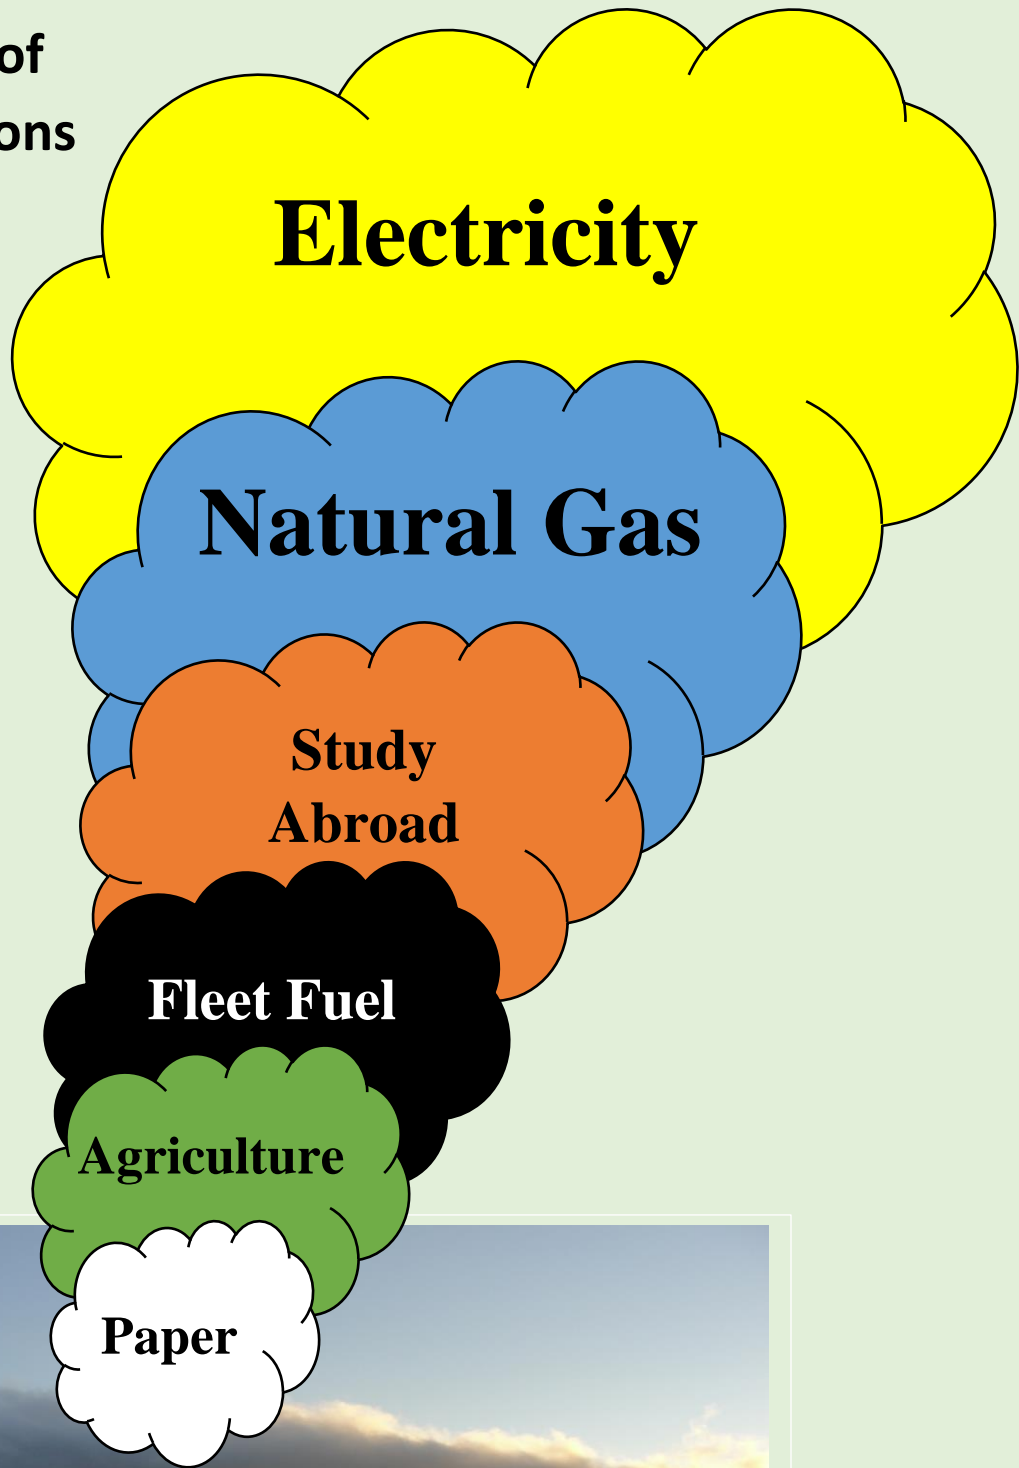 of
ons
Electricity
Natural Gas
Study
Abroad
Fleet Fuel
Agriculture
Paper